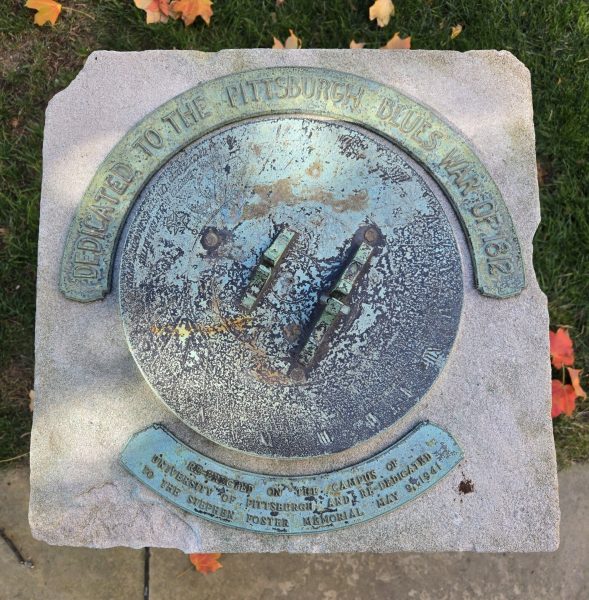 DEDICATED TO THE PITTSBURGH BLUES WAR OF 1812
RE-ERECTED ON THE CAMPUS OF
UNIVERSITY OF PITTSBURGH AND RE-DEDICATED
TO THE STEPHEN FOSTER MEMORIAL MAY 9, 1941